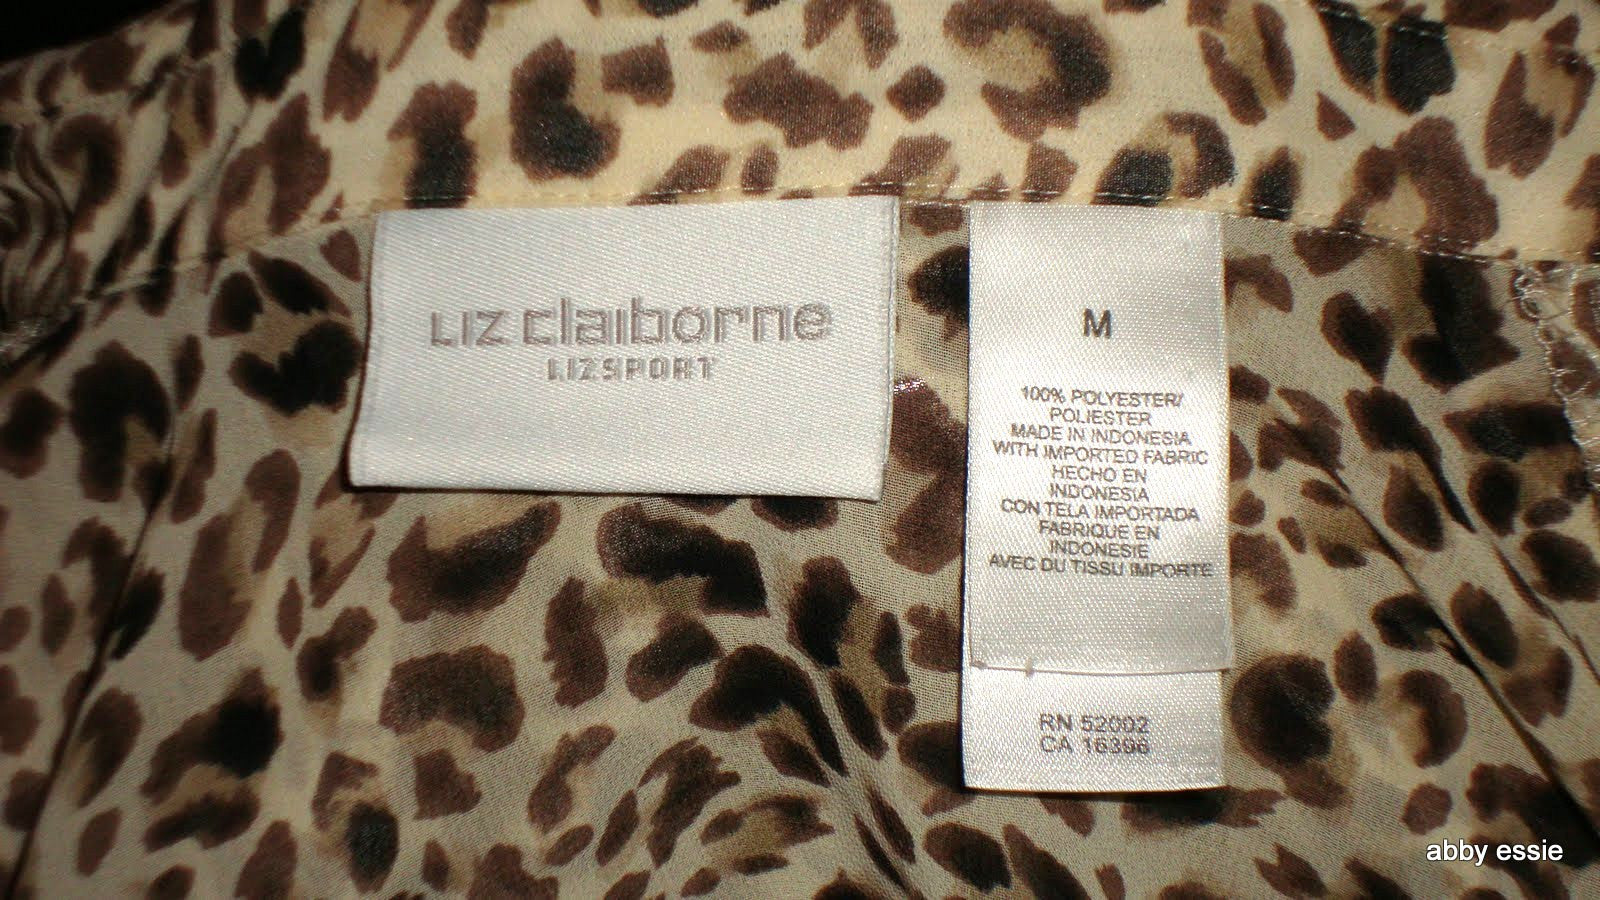 LIZ claiborne
LIZSPORT
M
100% POLYESTER/
POLIESTER
MADE IN INDONESIA
WITH IMPORTED FABRIC
HECHO EN
INDONESIA
CON TELA IMPORTADA
FABRIQUE EN
INDONESIE
AVEC DU TISSU IMPORTE
RN 52002
CA 16396
abby essie